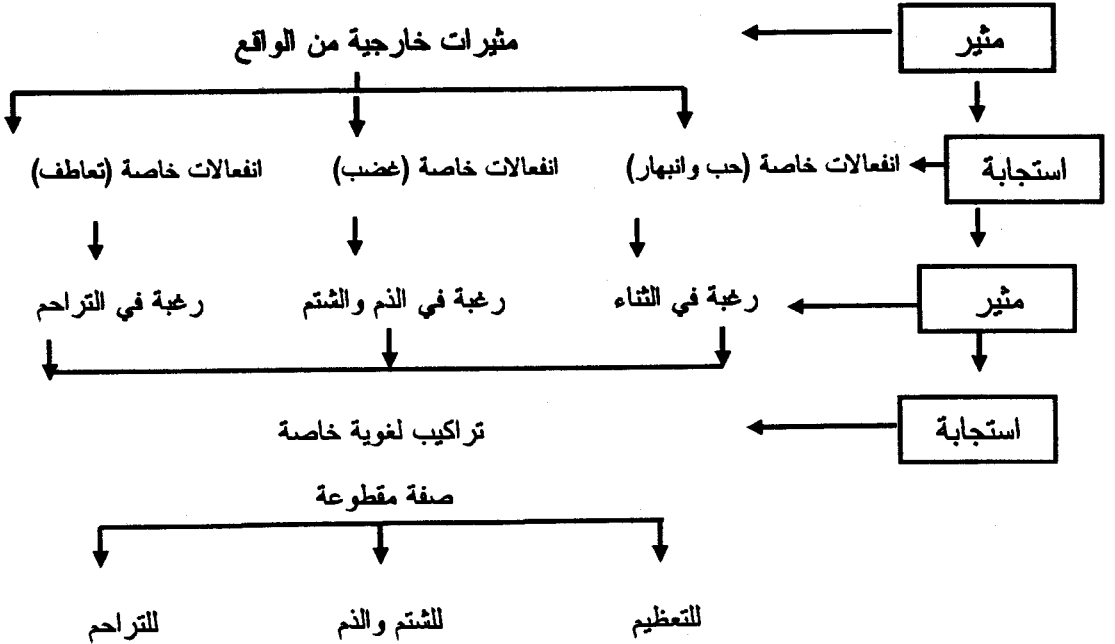 مثير
مثيرات خارجية من الواقع
استجابة
انفعالات خاصة (حب وانبهار)
انفعالات خاصة (غضب)
انفعالات خاصة (تعاطف)
مثير
رغبة في الثناء
رغبة في الذم والشتم
رغبة في التراحم
استجابة
تراكيب لغوية خاصة
صفة مقطوعة
للتعظيم
للشتم والذم
للتراحم